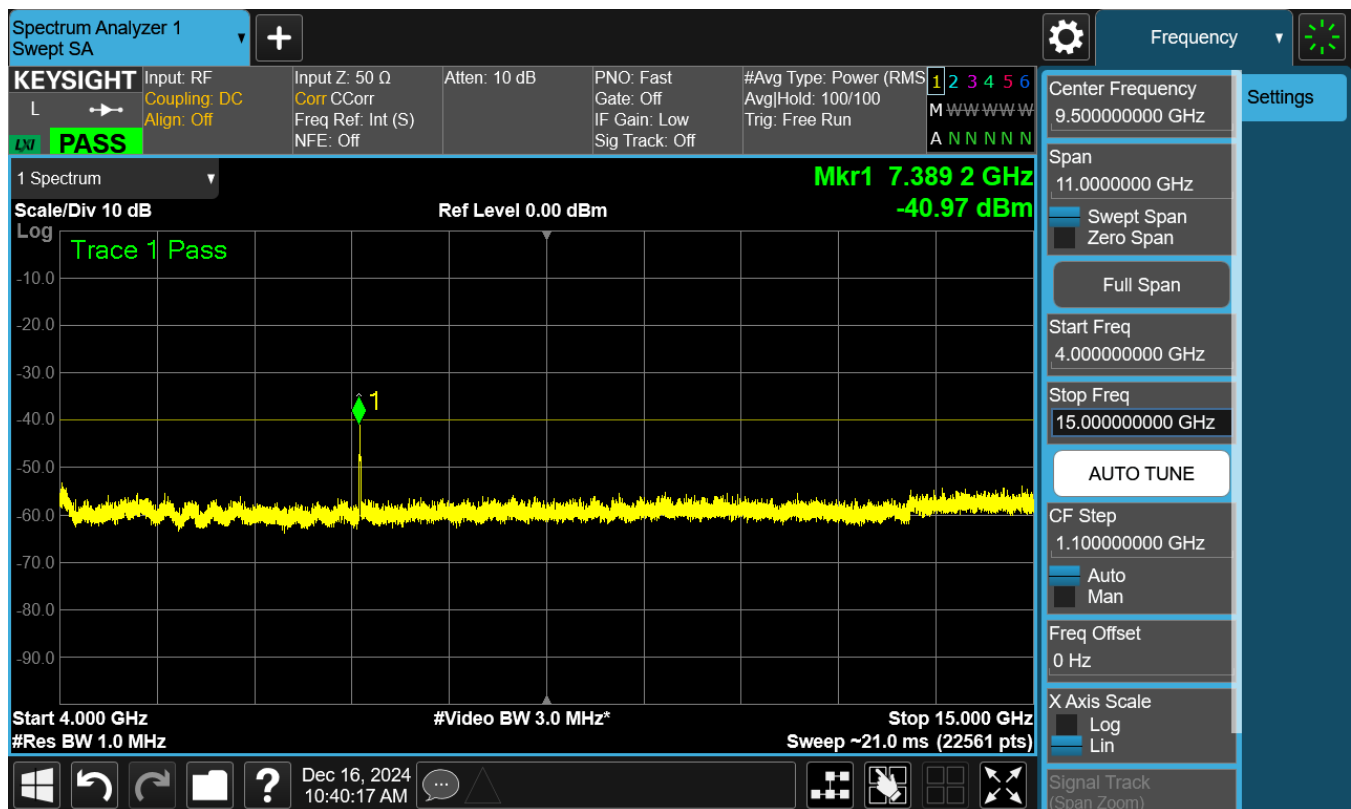 Spectrum Analyzer 1
Swept SA
Frequency
KEYSIGHT
L
LXI
PASS
Input: RF
Coupling: DC
Align: Off
Input Z: 50 Ω
Corr CCorr
Freq Ref: Int (S)
NFE: Off
Atten: 10 dB
PNO: Fast
Gate: Off
IF Gain: Low
Sig Track: Off
#Avg Type: Power (RMS
Avg|Hold: 100/100
Trig: Free Run
1 2 3 4 5 6
M W W W W W
A N N N N N
1 Spectrum
Mkr1 7.389 2 GHz
Scale/Div 10 dB
Ref Level 0.00 dBm
-40.97 dBm
Log
Trace 1 Pass
1
-10.0
-20.0
-30.0
-40.0
-50.0
-60.0
-70.0
-80.0
-90.0
Start 4.000 GHz
#Video BW 3.0 MHz*
Stop 15.000 GHz
#Res BW 1.0 MHz
Sweep ~21.0 ms (22561 pts)
Center Frequency
9.500000000 GHz
Settings
Span
11.0000000 GHz
Swept Span
Zero Span
Full Span
Start Freq
4.000000000 GHz
Stop Freq
15.000000000 GHz
AUTO TUNE
CF Step
1.100000000 GHz
Auto
Man
Freq Offset
0 Hz
X Axis Scale
Log
Lin
Signal Track
(Span Zoom)
?
Dec 16, 2024
10:40:17 AM